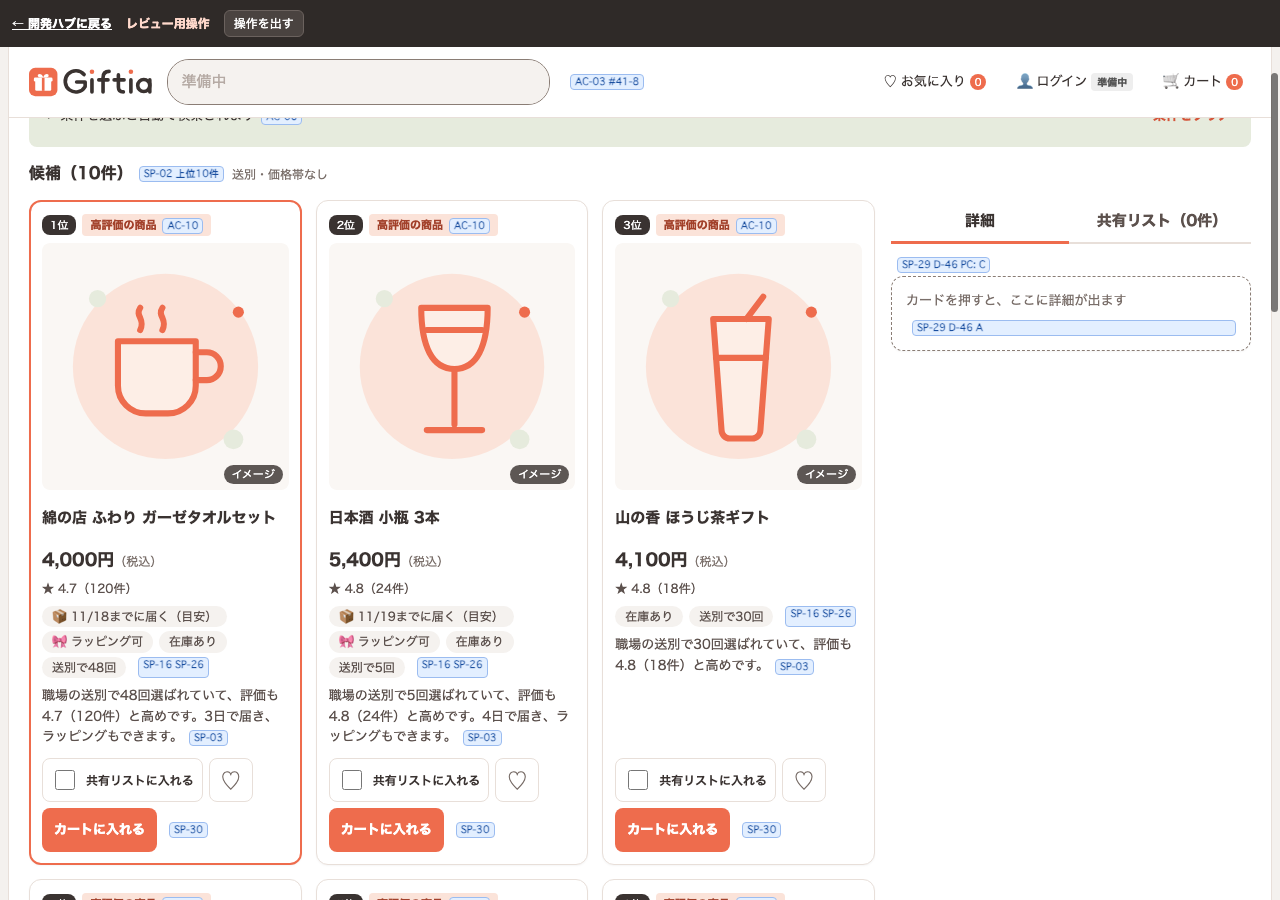 ← 開発ハブに戻る レビュー用操作 操作を出す
Giftia 準備中 AC-03 #41-8 ♡ お気に入り 0 👤 ログイン 準備中 🛒 カート 0
候補（10件） SP-02 上位10件 送別・価格帯なし
1位 高評価の商品 AC-10
イメージ
綿の店 ふわり ガーゼタオルセット
4,000円（税込）
★ 4.7（120件）
📦 11/18までに届く（目安）
🎀 ラッピング可 在庫あり
送別で48回 SP-16 SP-26
職場の送別で48回選ばれていて、評価も
4.7（120件）と高めです。3日で届き、
ラッピングもできます。 SP-03
共有リストに入れる ♡
カートに入れる SP-30
2位 高評価の商品 AC-10
イメージ
日本酒 小瓶 3本
5,400円（税込）
★ 4.8（24件）
📦 11/19までに届く（目安）
🎀 ラッピング可 在庫あり
送別で5回 SP-16 SP-26
職場の送別で5回選ばれていて、評価も
4.8（24件）と高めです。4日で届き、ラ
ッピングもできます。 SP-03
共有リストに入れる ♡
カートに入れる SP-30
3位 高評価の商品 AC-10
イメージ
山の香 ほうじ茶ギフト
4,100円（税込）
★ 4.8（18件）
在庫あり 送別で30回 SP-16 SP-26
職場の送別で30回選ばれていて、評価も
4.8（18件）と高めです。 SP-03
共有リストに入れる ♡
カートに入れる SP-30
詳細 共有リスト（0件）
SP-29 D-46 PC: C
カードを押すと、ここに詳細が出ます
SP-29 D-46 A